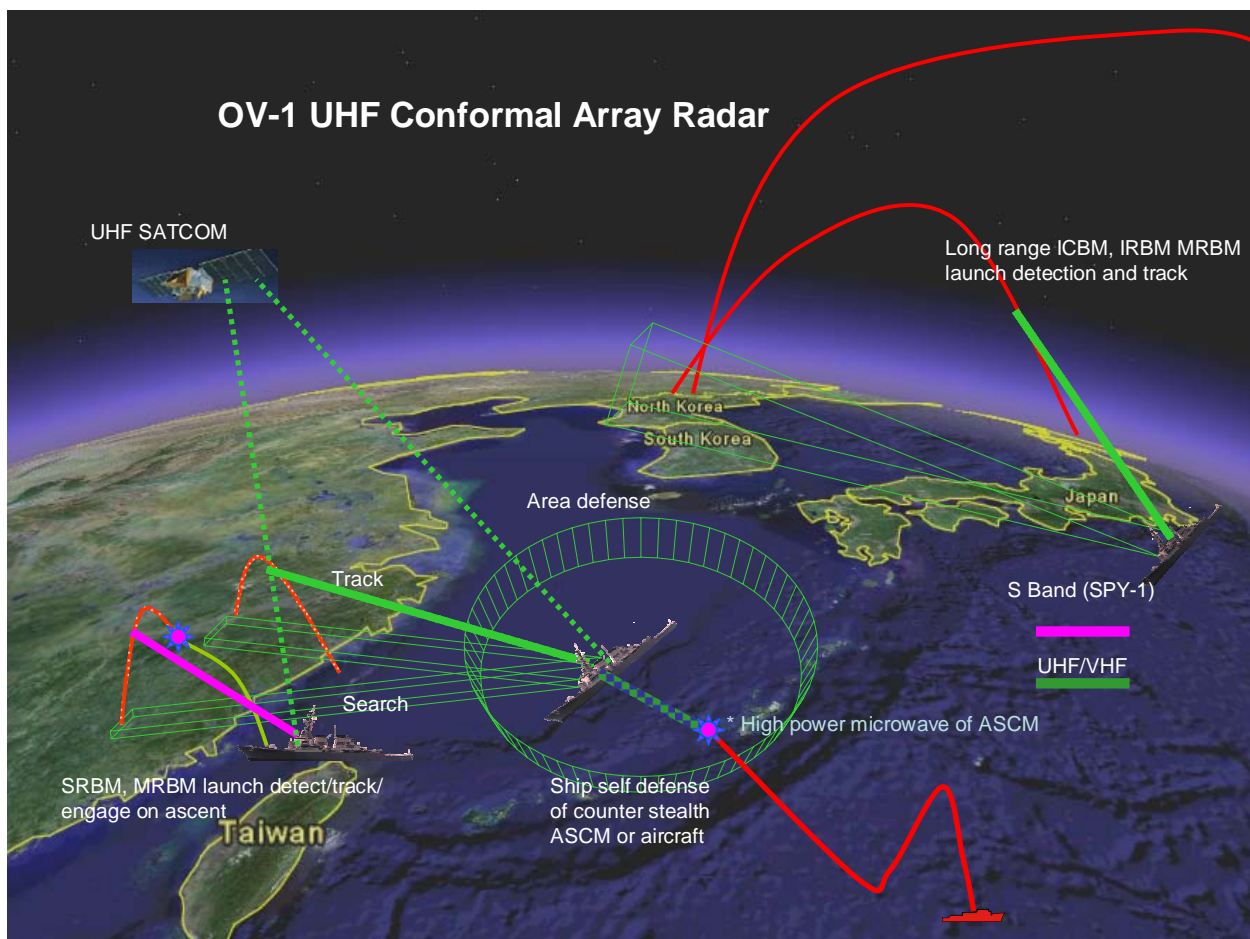 OV-1 UHF Conformal Array Radar
UHF SATCOM
Long range ICBM, IRBM MRBM
launch detection and track
North Korea
South Korea
Japan
Area defense
Track
S Band (SPY-1)
UHF/VHF
Search
* High power microwave of ASCM
SRBM, MRBM launch detect/track/
engage on ascent
Ship self defense
of counter stealth
ASCM or aircraft
Taiwan